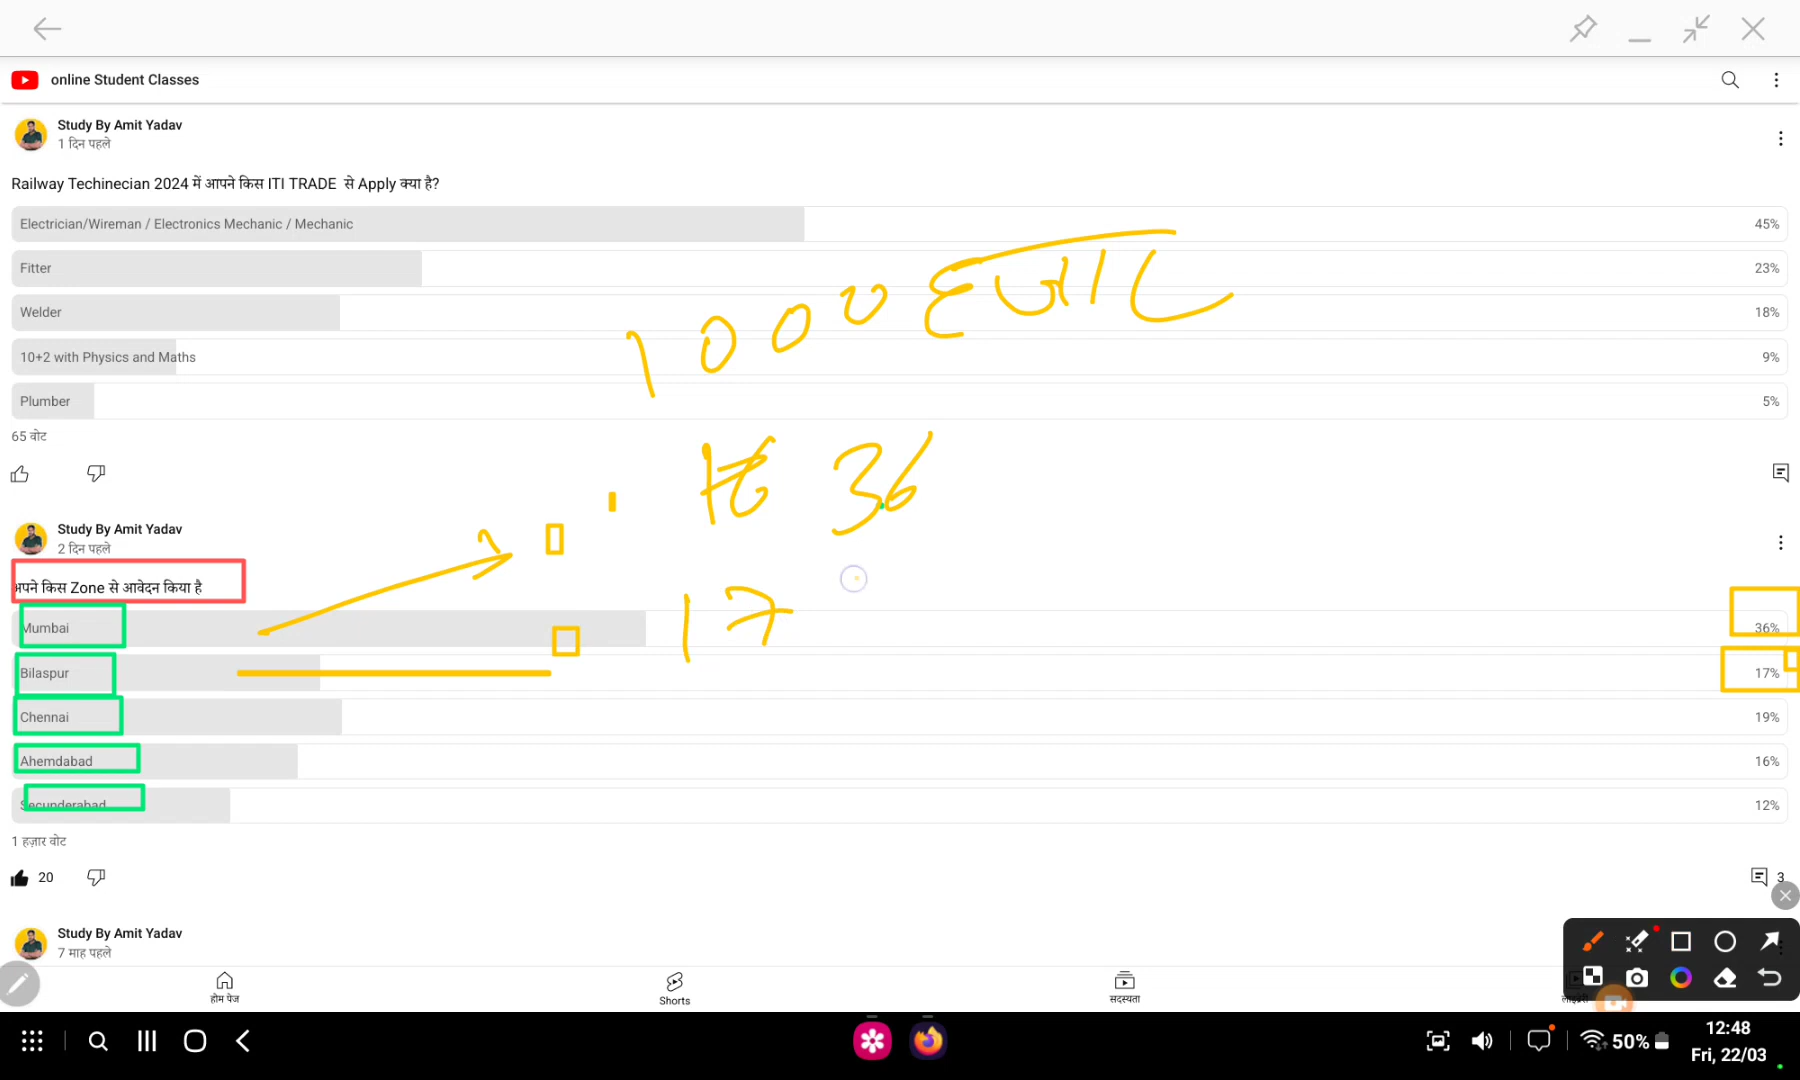 online Student Classes
Study By Amit Yadav
1 दिन पहले
Railway Techinecian 2024 में आपने किस ITI TRADE से Apply क्या है?
Electrician/Wireman / Electronics Mechanic / Mechanic 45%
Fitter 23%
Welder 18%
10+2 with Physics and Maths 9%
Plumber 5%
65 वोट
1000 हजार
36
Study By Amit Yadav
2 दिन पहले
अपने किस Zone से आवेदन किया है
Mumbai 36%
17
Bilaspur 17%
Chennai 19%
Ahemdabad 16%
Secunderabad 12%
1 हज़ार वोट
20
3
Study By Amit Yadav
7 माह पहले
होम पेज
Shorts
सदस्यता
लाइब्रेरी
50%
12:48
Fri, 22/03